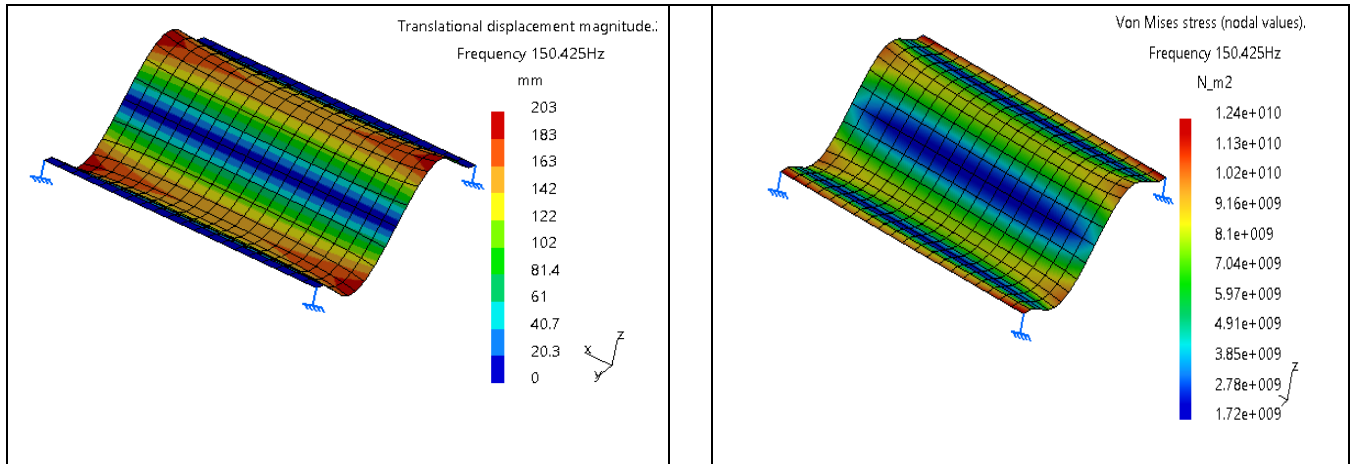 Translational displacement magnitude.
Frequency 150.425Hz
mm
203
183
163
142
122
102
81.4
61
40.7
20.3
0
x
z
y
Von Mises stress (nodal values).
Frequency 150.425Hz
N_m2
1.24e+010
1.13e+010
1.02e+010
9.16e+009
8.1e+009
7.04e+009
5.97e+009
4.91e+009
3.85e+009
2.78e+009
1.72e+009
z